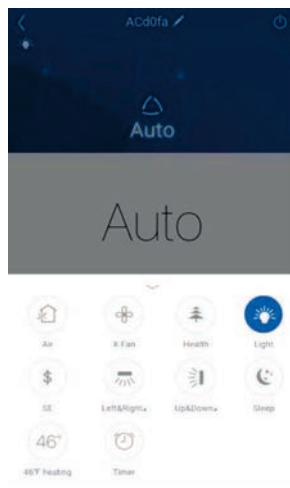 ACd0fa
Auto
Auto
Air
X-Fan
Health
Light
$
SE
Left&Right
Up&Down
Sleep
46°
46℉ heating
Timer